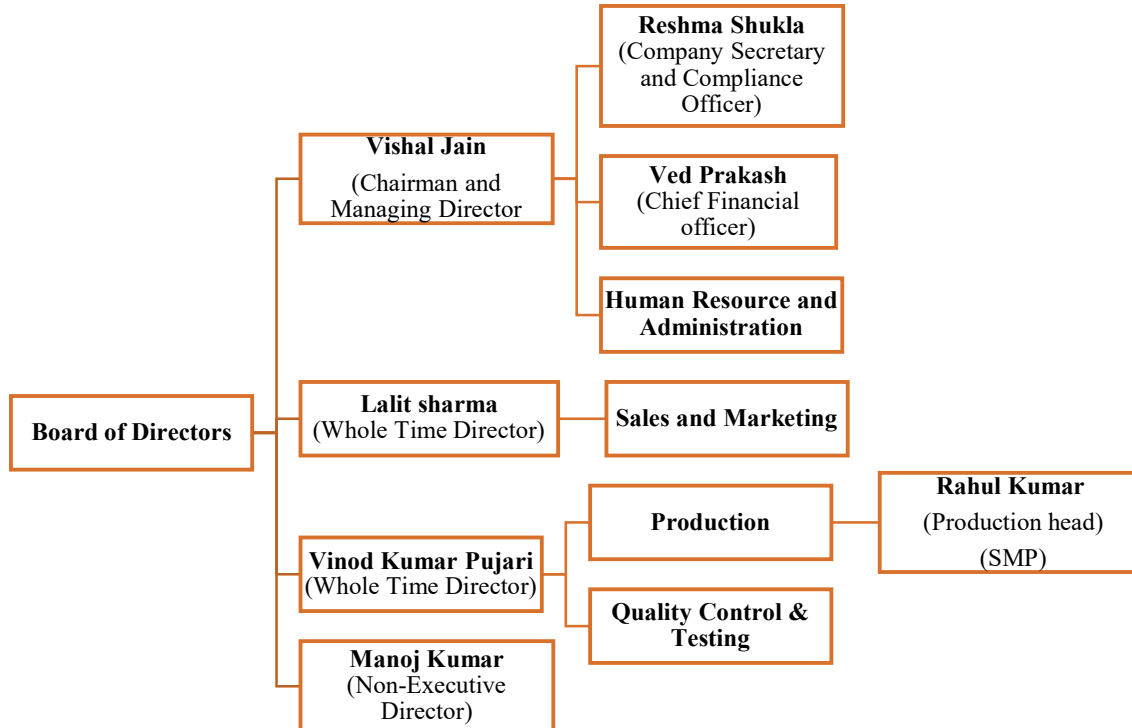 Reshma Shukla
(Company Secretary
and Compliance
Officer)
Vishal Jain
(Chairman and
Managing Director
Ved Prakash
(Chief Financial
officer)
Human Resource and
Administration
Board of Directors
Lalit sharma
(Whole Time Director)
Sales and Marketing
Vinod Kumar Pujari
(Whole Time Director)
Production
Rahul Kumar
(Production head)
(SMP)
Quality Control &
Testing
Manoj Kumar
(Non-Executive
Director)